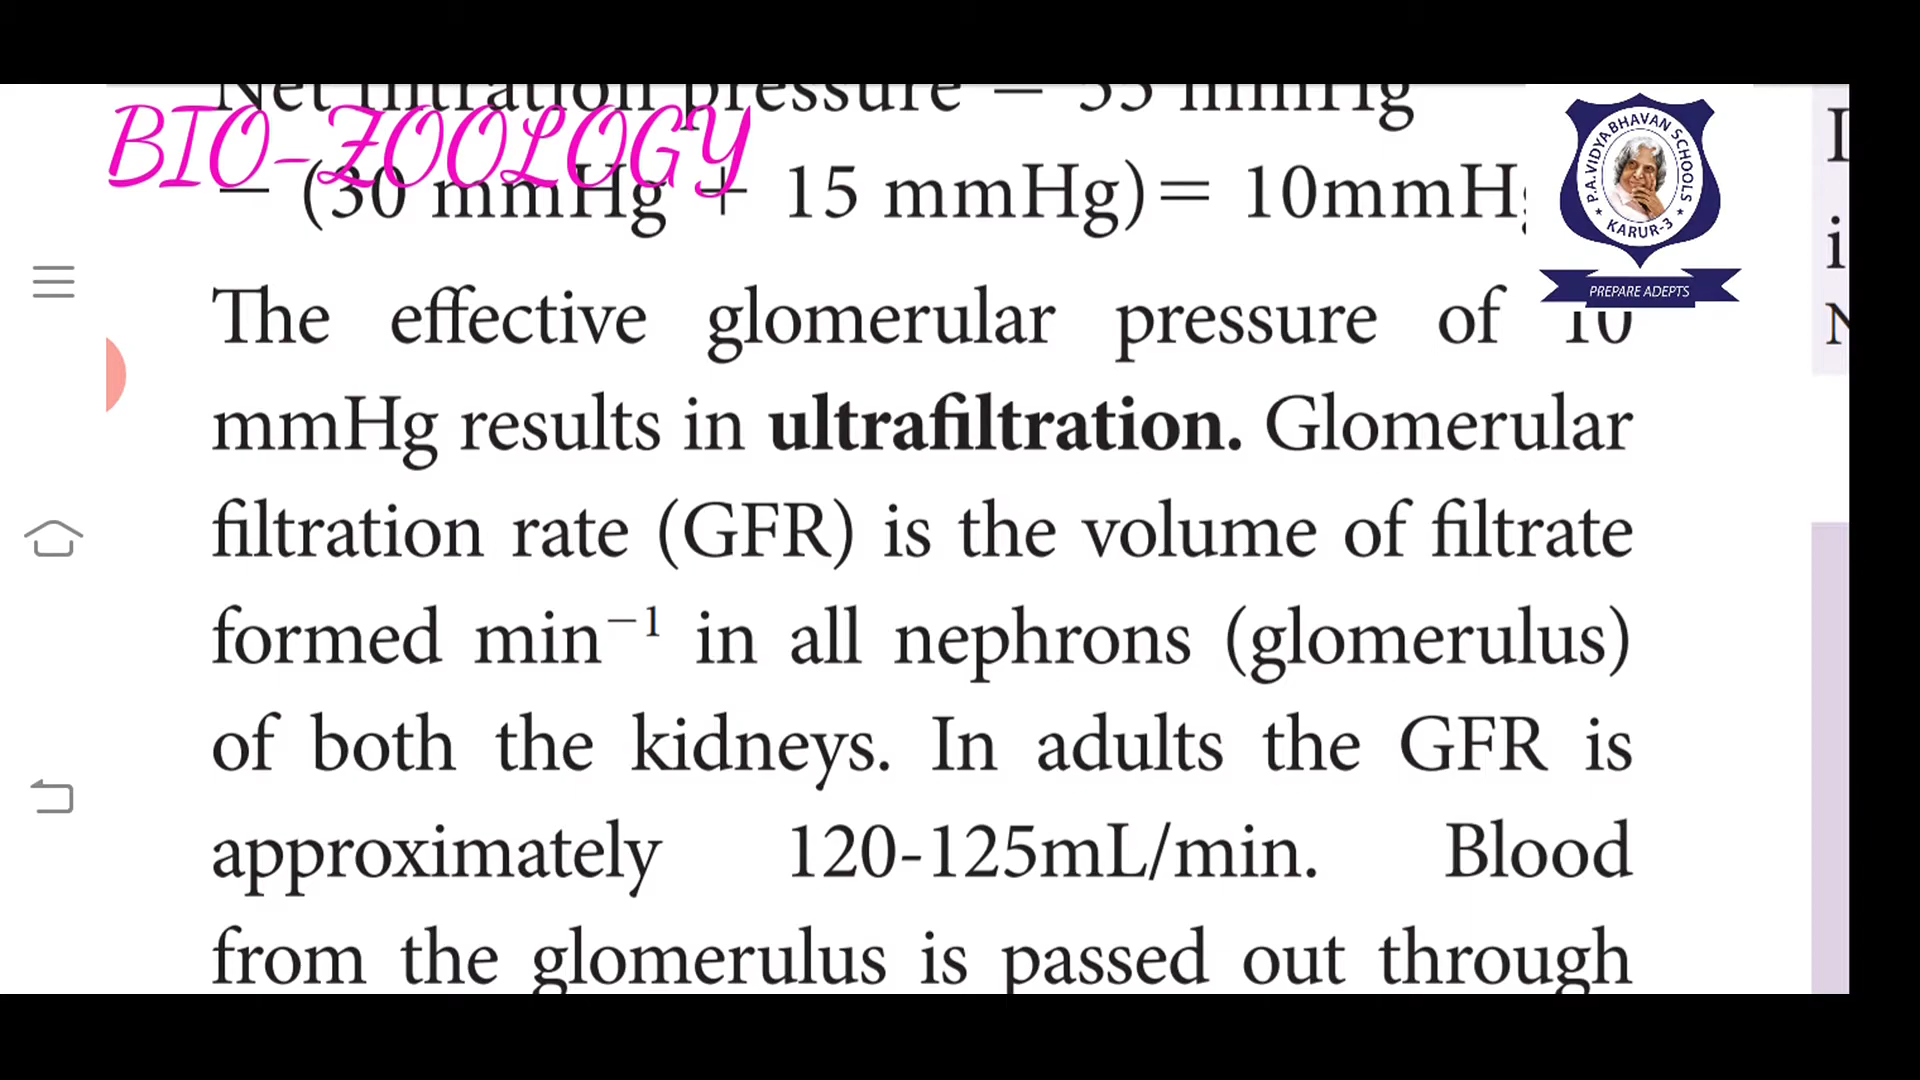 Net filtration pressure = 55 mmHg
BIO-ZOOLOGY
− (30 mmHg + 15 mmHg) = 10mmH
The effective glomerular pressure of 10
mmHg results in ultrafiltration. Glomerular
filtration rate (GFR) is the volume of filtrate
formed min⁻¹ in all nephrons (glomerulus)
of both the kidneys. In adults the GFR is
approximately 120-125mL/min. Blood
from the glomerulus is passed out through
P.A.VIDYA BHAVAN SCHOOLS
KARUR-3
PREPARE ADEPTS
i